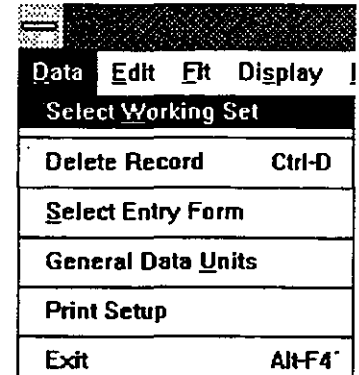 Data Edit Fit Display
Select Working Set
Delete Record Ctrl-D
Select Entry Form
General Data Units
Print Setup
Exit Alt-F4